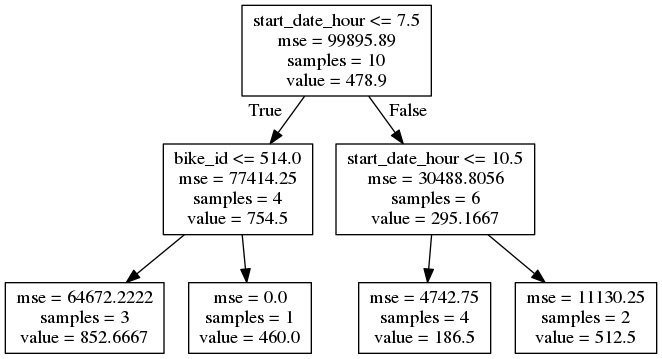 start_date_hour <= 7.5
mse = 99895.89
samples = 10
value = 478.9
True
False
bike_id <= 514.0
mse = 77414.25
samples = 4
value = 754.5
start_date_hour <= 10.5
mse = 30488.8056
samples = 6
value = 295.1667
mse = 64672.2222
samples = 3
value = 852.6667
mse = 0.0
samples = 1
value = 460.0
mse = 4742.75
samples = 4
value = 186.5
mse = 11130.25
samples = 2
value = 512.5